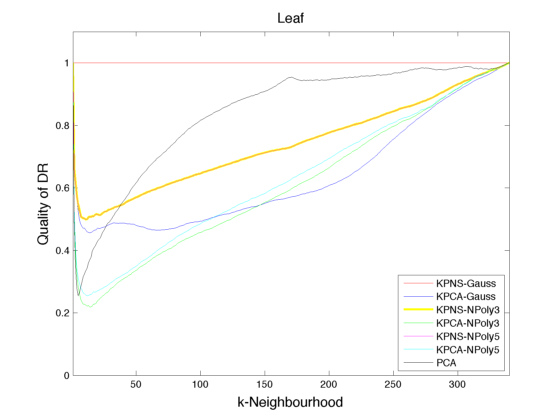 Leaf
1
0.8
0.6
0.4
0.2
0
Quality of DR
50
100
150
200
250
300
k-Neighbourhood
KPNS-Gauss
KPCA-Gauss
KPNS-NPoly3
KPCA-NPoly3
KPNS-NPoly5
KPCA-NPoly5
PCA